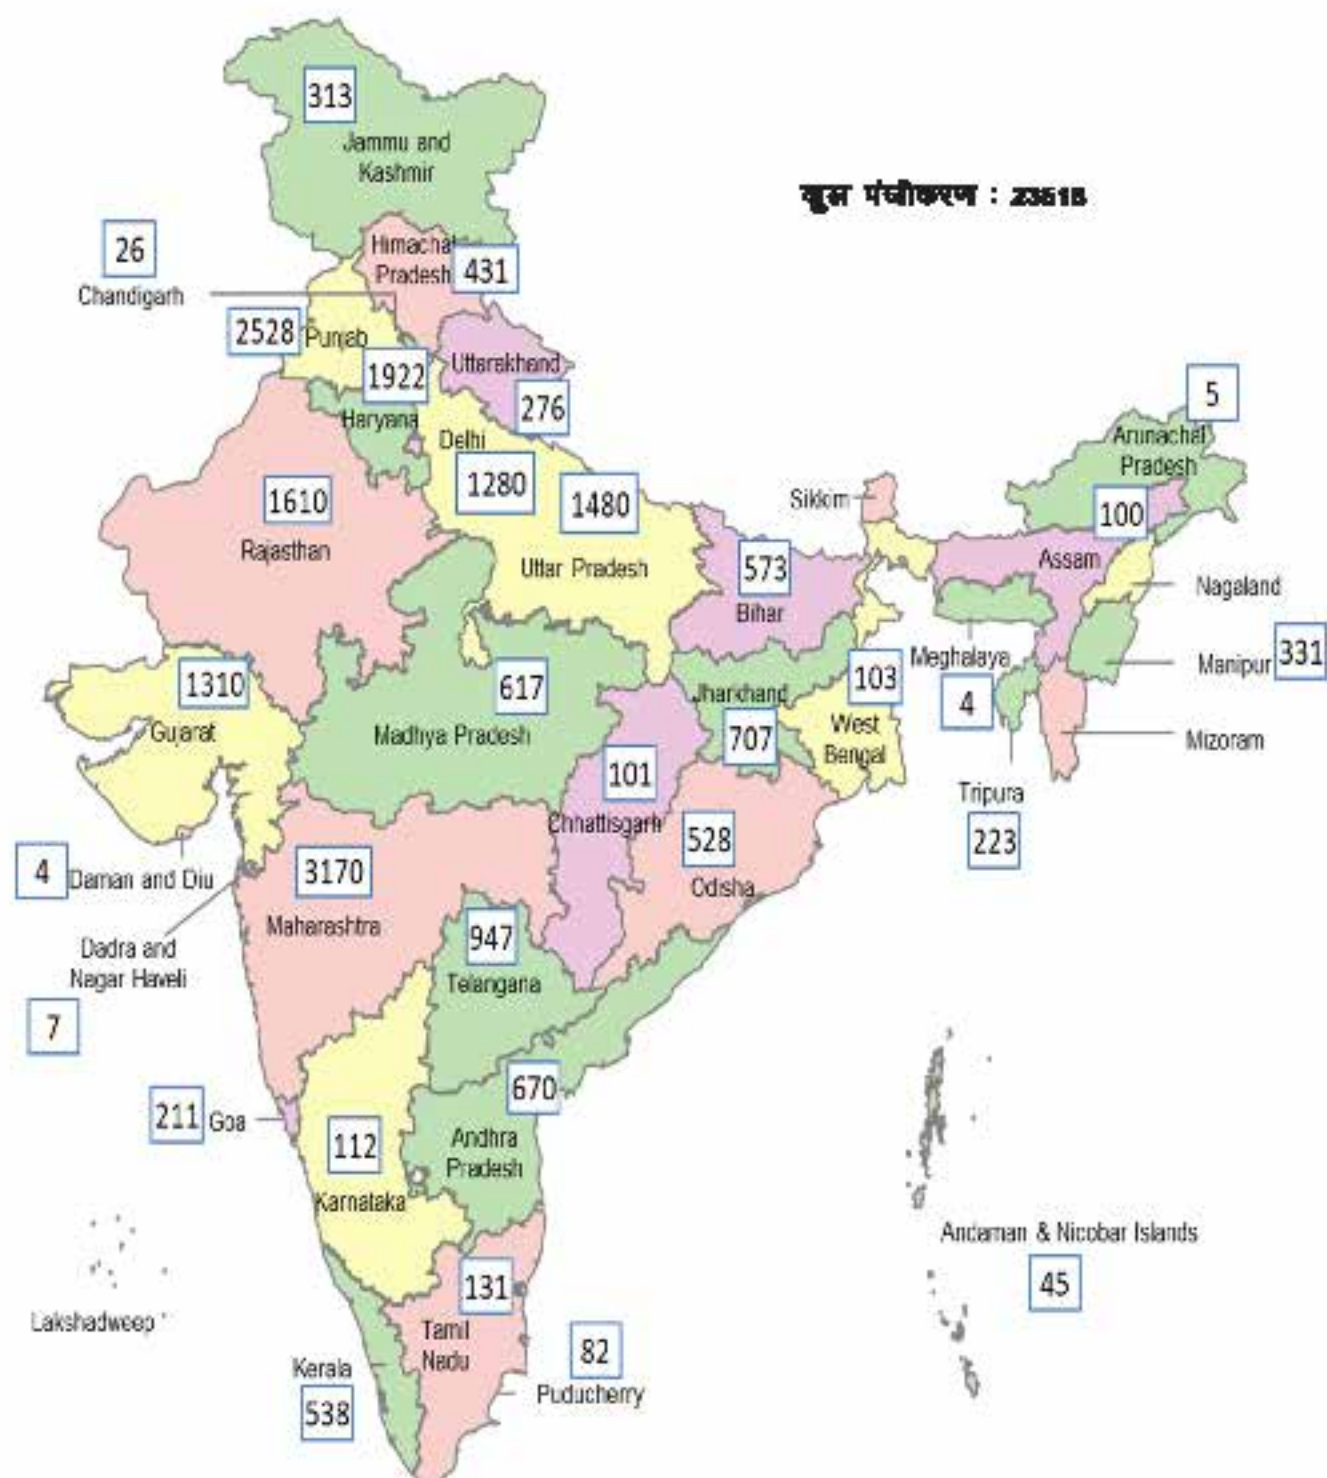 313
Jammu and
Kashmir
कुल पंजीकरण : 23518
26
Chandigarh
Himachal
Pradesh
431
2528
Punjab
1922
Uttarakhand
276
Haryana
Delhi
1280
1480
Uttar Pradesh
5
Arunachal
Pradesh
100
Assam
Sikkim
Nagaland
1610
Rajasthan
573
Bihar
Meghalaya
4
Manipur
331
Mizoram
Tripura
223
1310
Gujarat
617
Madhya Pradesh
Jharkhand
707
103
West
Bengal
101
Chhattisgarh
528
Odisha
4
Daman and Diu
3170
Maharashtra
Dadra and
Nagar Haveli
7
947
Telangana
670
Andhra
Pradesh
211
Goa
112
Karnataka
Andaman & Nicobar Islands
45
Lakshadweep
131
Tamil
Nadu
82
Puducherry
Kerala
538